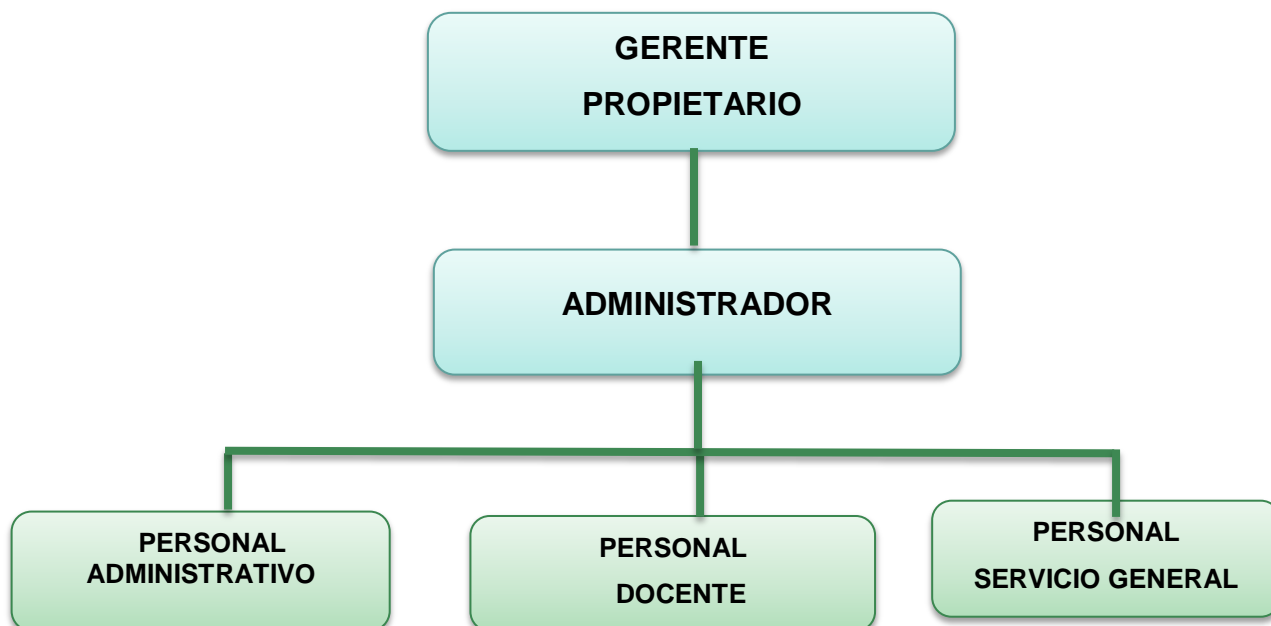 GERENTE
PROPIETARIO
ADMINISTRADOR
PERSONAL
ADMINISTRATIVO
PERSONAL
DOCENTE
PERSONAL
SERVICIO GENERAL